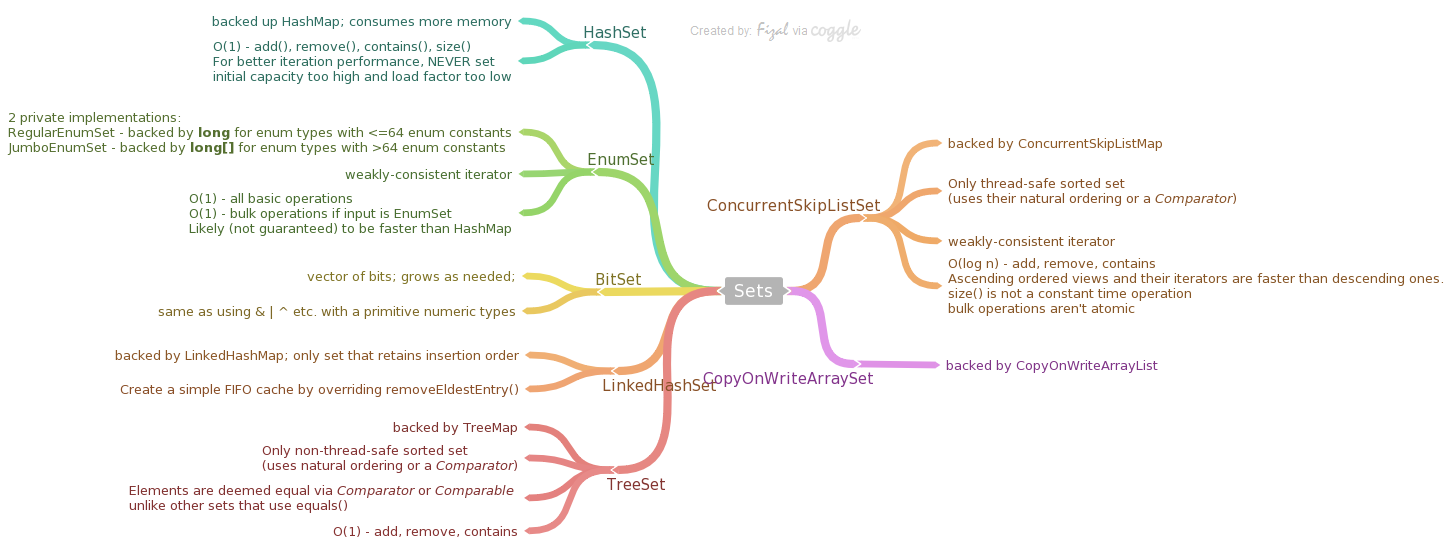 Created by: Fizal via coggle
Sets
HashSet
backed up HashMap; consumes more memory
O(1) - add(), remove(), contains(), size()
For better iteration performance, NEVER set
initial capacity too high and load factor too low
EnumSet
2 private implementations:
RegularEnumSet - backed by long for enum types with <=64 enum constants
JumboEnumSet - backed by long[] for enum types with >64 enum constants
weakly-consistent iterator
O(1) - all basic operations
O(1) - bulk operations if input is EnumSet
Likely (not guaranteed) to be faster than HashMap
BitSet
vector of bits; grows as needed;
same as using & | ^ etc. with a primitive numeric types
LinkedHashSet
backed by LinkedHashMap; only set that retains insertion order
Create a simple FIFO cache by overriding removeEldestEntry()
TreeSet
backed by TreeMap
Only non-thread-safe sorted set
(uses natural ordering or a Comparator)
Elements are deemed equal via Comparator or Comparable
unlike other sets that use equals()
O(1) - add, remove, contains
ConcurrentSkipListSet
backed by ConcurrentSkipListMap
Only thread-safe sorted set
(uses their natural ordering or a Comparator)
weakly-consistent iterator
O(log n) - add, remove, contains
Ascending ordered views and their iterators are faster than descending ones.
size() is not a constant time operation
bulk operations aren't atomic
CopyOnWriteArraySet
backed by CopyOnWriteArrayList